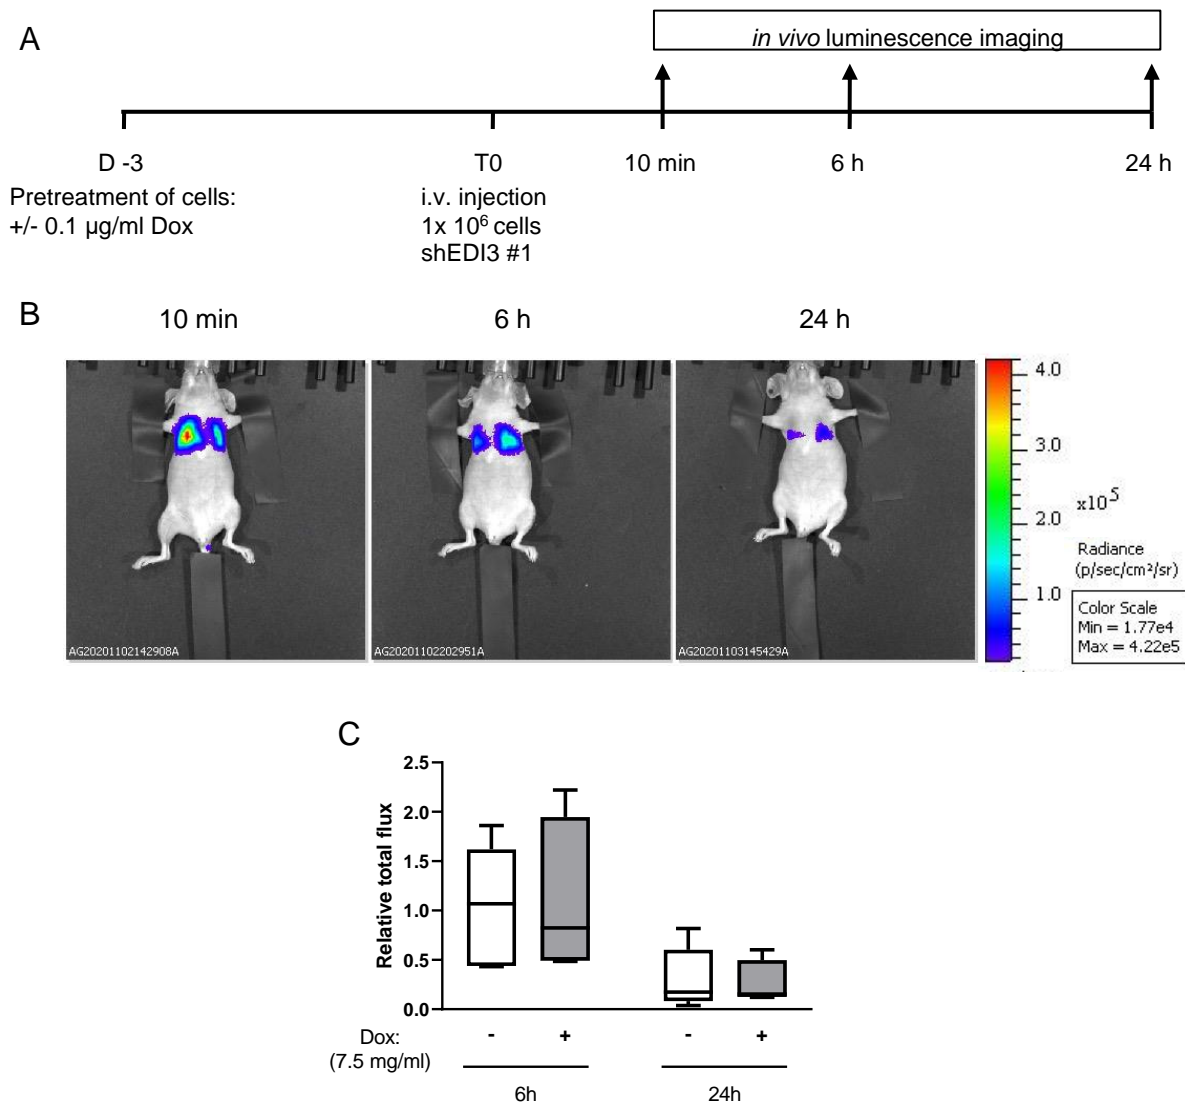 A
in vivo luminescence imaging
D -3
T0
10 min
6 h
24 h
Pretreatment of cells:
+/- 0.1 µg/ml Dox
i.v. injection
1x 10⁶ cells
shEDI3 #1
B
10 min
6 h
24 h
AG20201102142908A
AG20201102202951A
AG20201103145429A
4.0
3.0
2.0
1.0
x10⁵
Radiance
(p/sec/cm²/sr)
Color Scale
Min = 1.77e4
Max = 4.22e5
C
Relative total flux
2.5
2.0
1.5
1.0
0.5
0.0
Dox:
(7.5 mg/ml)
- + - +
6h 24h